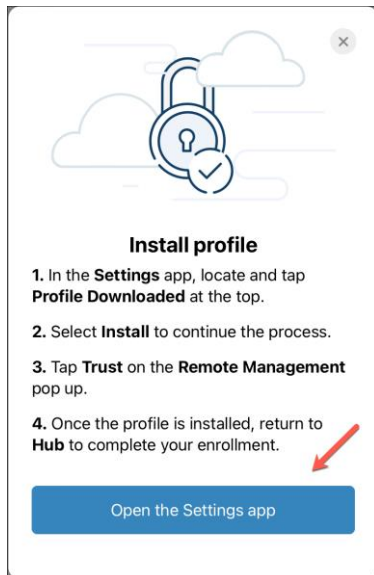 Install profile
1. In the Settings app, locate and tap
Profile Downloaded at the top.
2. Select Install to continue the process.
3. Tap Trust on the Remote Management
pop up.
4. Once the profile is installed, return to
Hub to complete your enrollment.
Open the Settings app